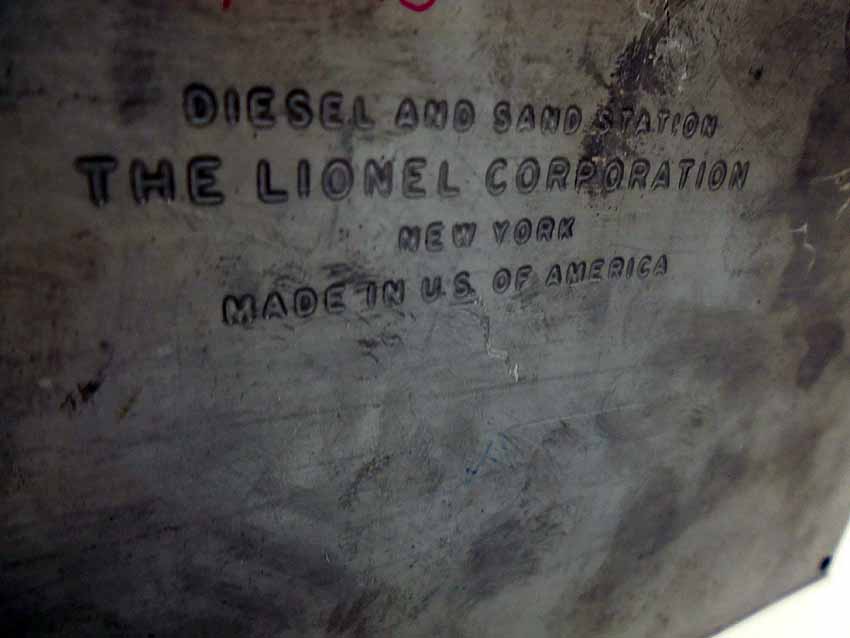 DIESEL AND SAND STATION
THE LIONEL CORPORATION
NEW YORK
MADE IN U.S. OF AMERICA